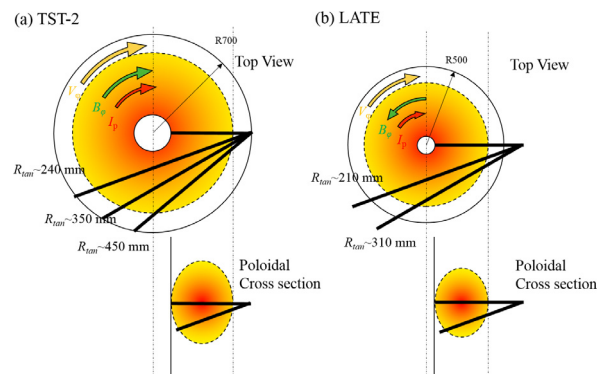 (a) TST-2
R700
Top View
Vφ
Bφ
Ip
Rtan~240 mm
Rtan~350 mm
Rtan~450 mm
Poloidal
Cross section
(b) LATE
R500
Top View
Vφ
Bφ
Ip
Rtan~210 mm
Rtan~310 mm
Poloidal
Cross section